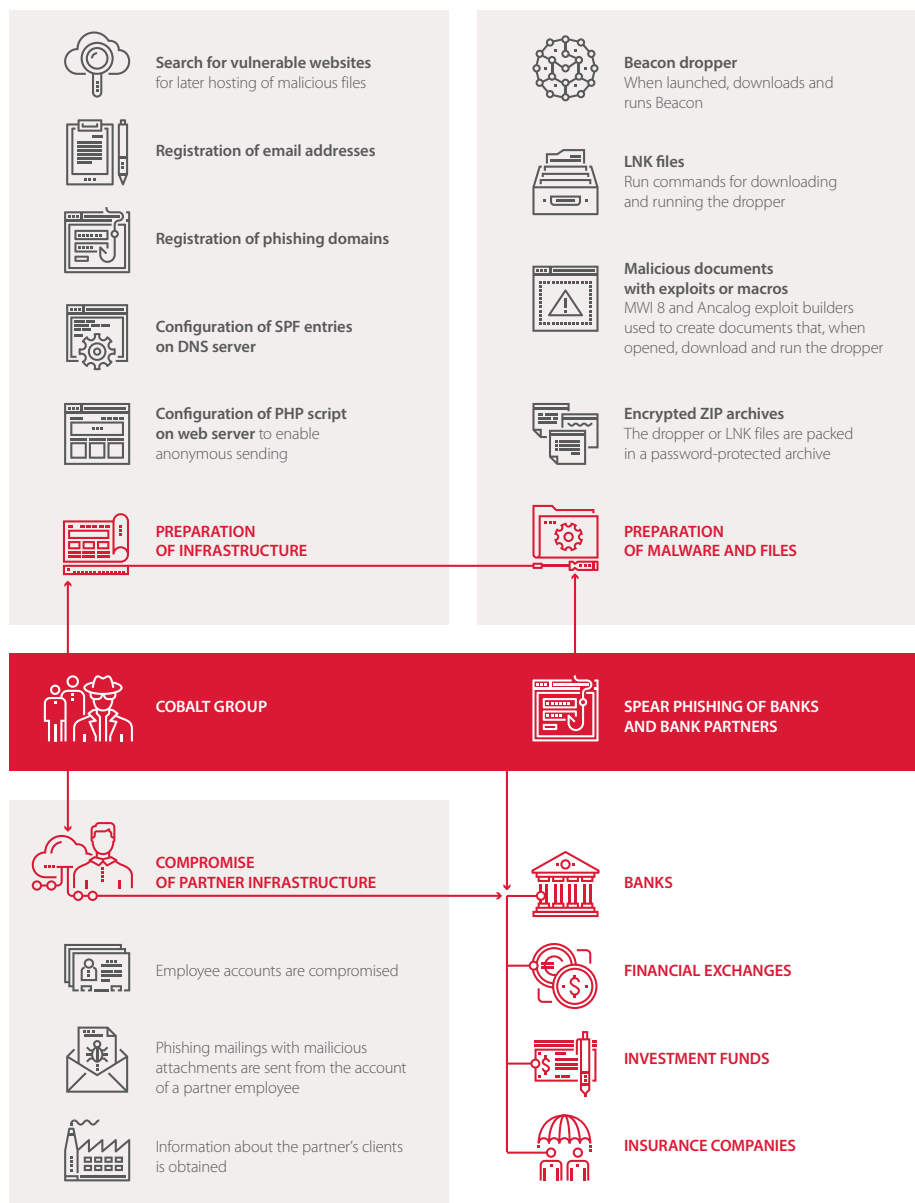 Search for vulnerable websites
for later hosting of malicious files
Registration of email addresses
Registration of phishing domains
Configuration of SPF entries
on DNS server
Configuration of PHP script
on web server to enable
anonymous sending
PREPARATION
OF INFRASTRUCTURE
Beacon dropper
When launched, downloads and
runs Beacon
LNK files
Run commands for downloading
and running the dropper
Malicious documents
with exploits or macros
MWI 8 and Ancalog exploit builders
used to create documents that, when
opened, download and run the dropper
Encrypted ZIP archives
The dropper or LNK files are packed
in a password-protected archive
PREPARATION
OF MALWARE AND FILES
COBALT GROUP
SPEAR PHISHING OF BANKS
AND BANK PARTNERS
COMPROMISE
OF PARTNER INFRASTRUCTURE
Employee accounts are compromised
Phishing mailings with mailicious
attachments are sent from the account
of a partner employee
Information about the partner's clients
is obtained
BANKS
FINANCIAL EXCHANGES
INVESTMENT FUNDS
INSURANCE COMPANIES